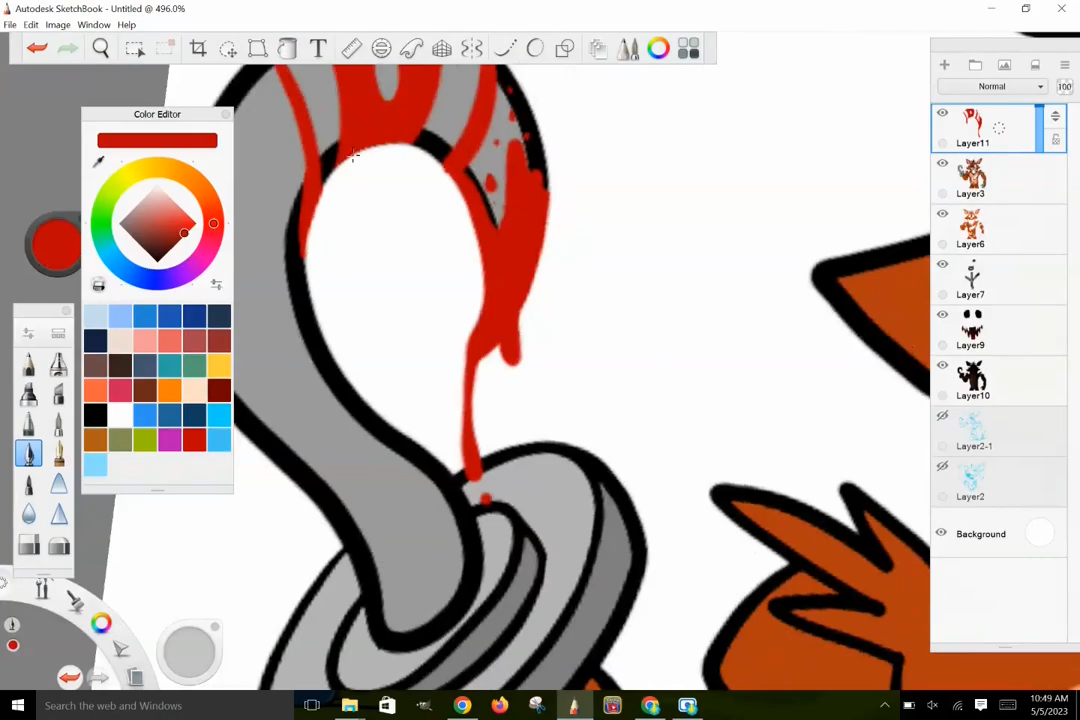 Autodesk SketchBook - Untitled @ 496.0%
File Edit Image Window Help
T
Color Editor
Normal
100
Layer11
Layer3
Layer6
Layer7
Layer9
Layer10
Layer2-1
Layer2
Background
Search the web and Windows
10:49 AM
5/5/2023